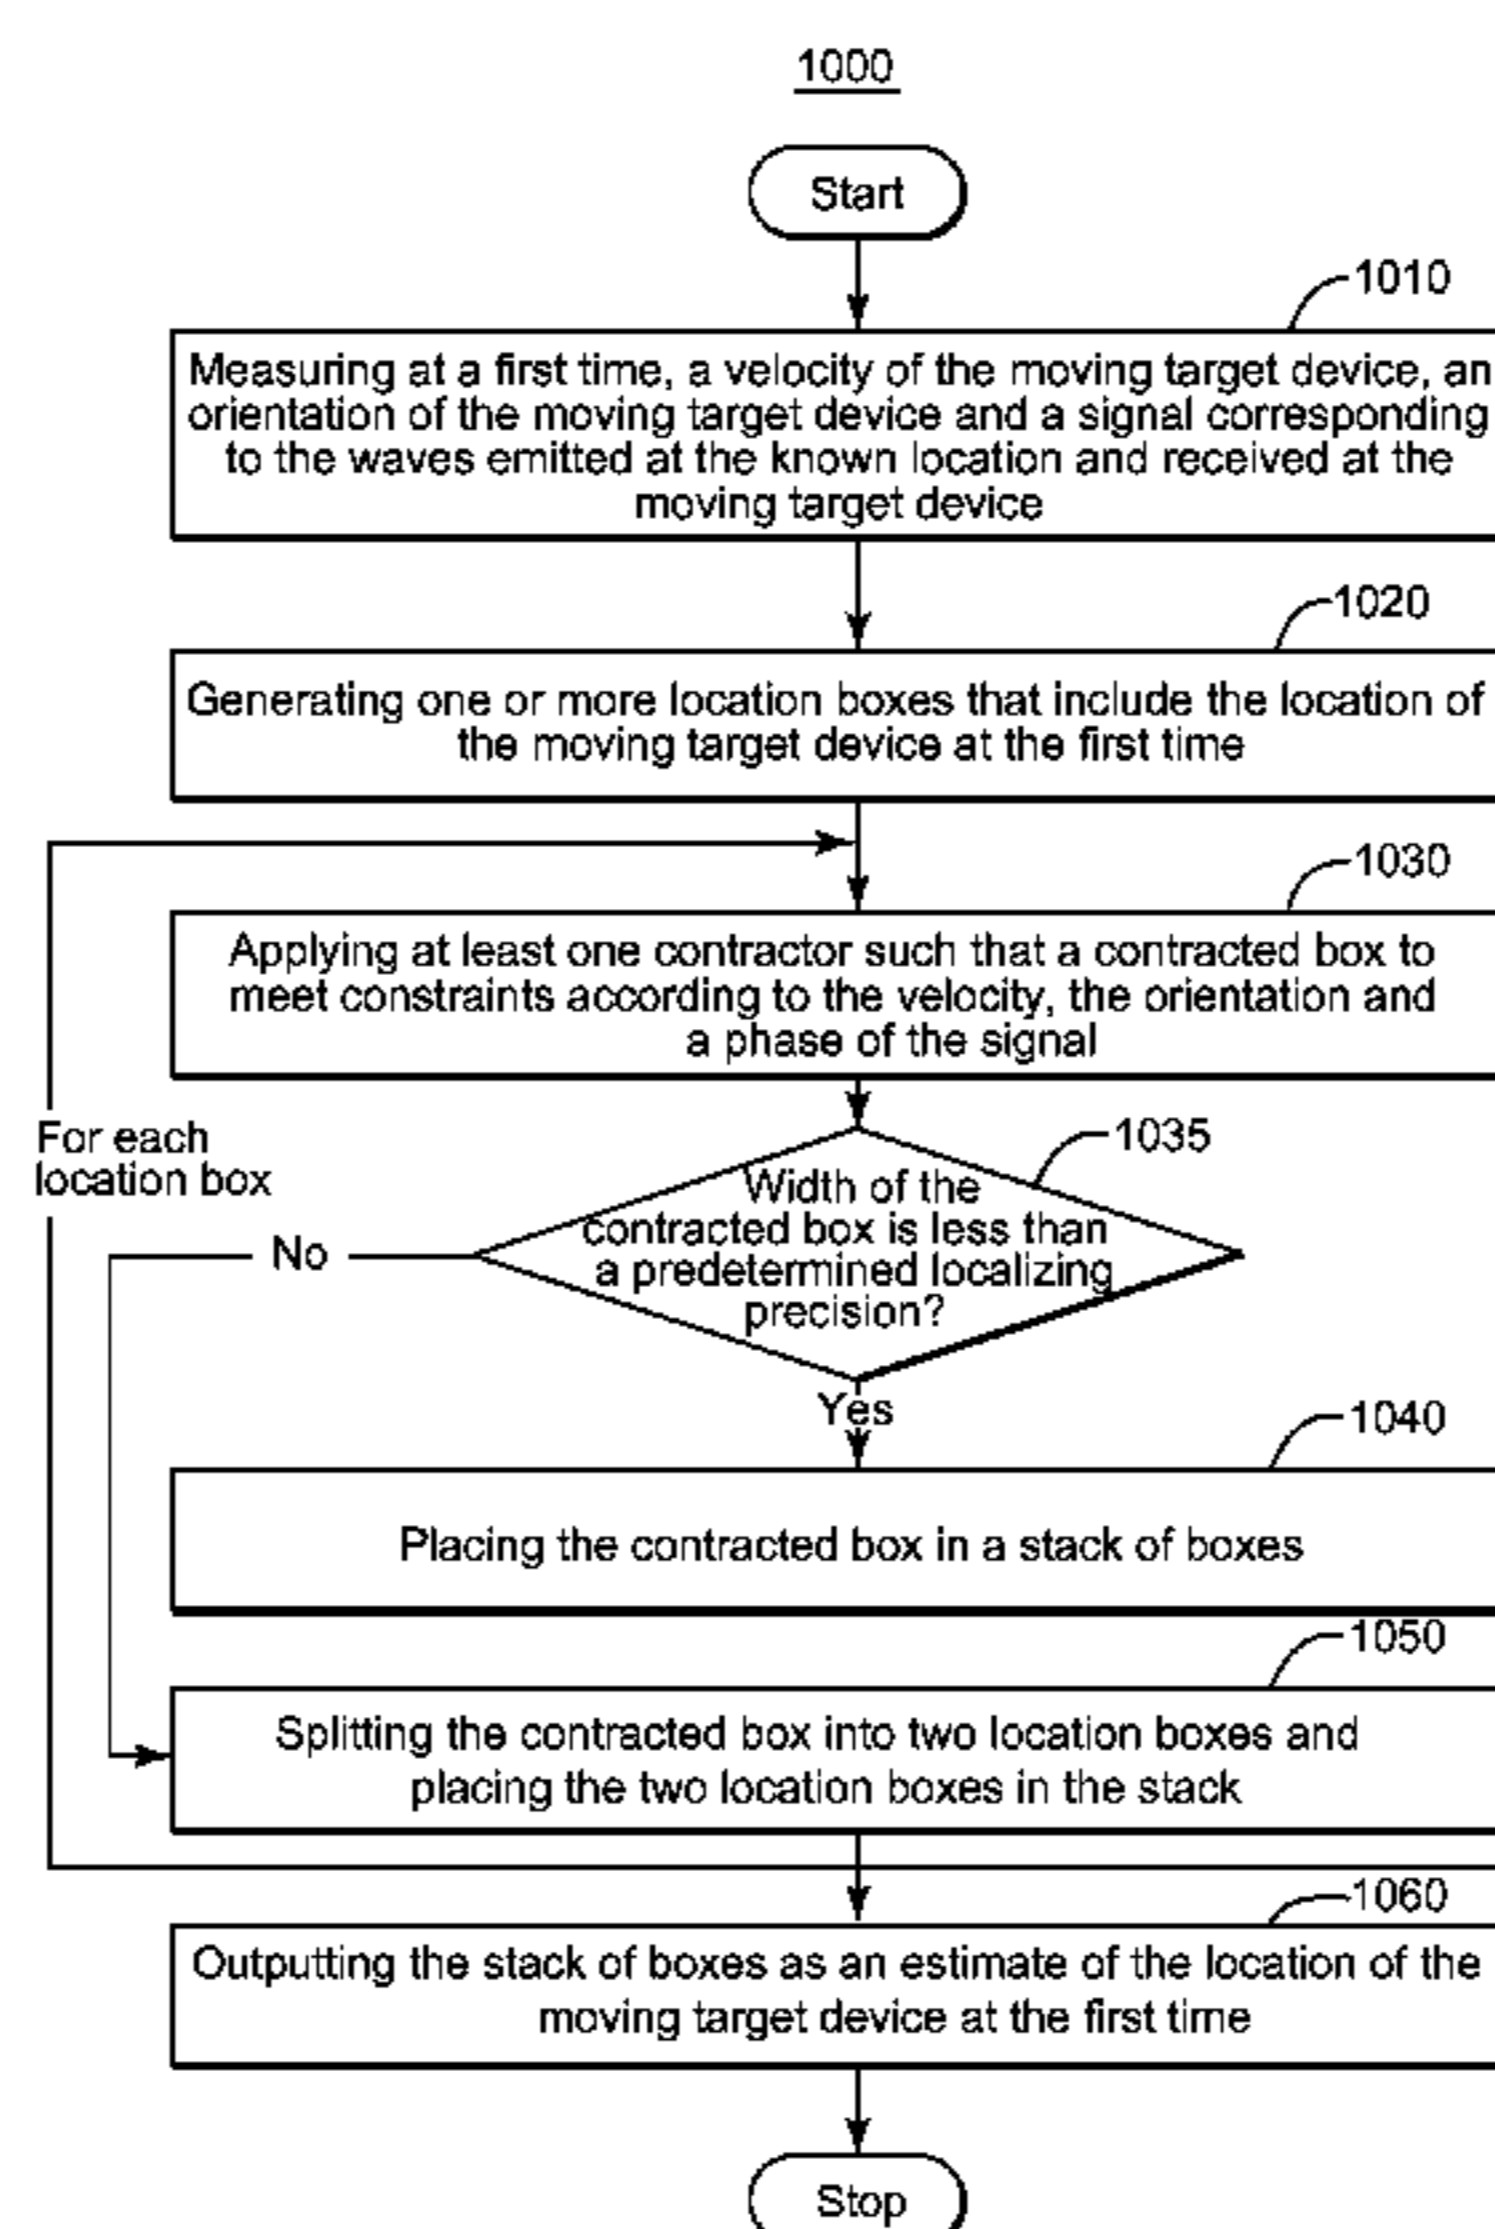 1000
Start
1010
Measuring at a first time, a velocity of the moving target device, an
orientation of the moving target device and a signal corresponding
to the waves emitted at the known location and received at the
moving target device
1020
Generating one or more location boxes that include the location of
the moving target device at the first time
1030
Applying at least one contractor such that a contracted box to
meet constraints according to the velocity, the orientation and
a phase of the signal
For each
location box
1035
Width of the
contracted box is less than
a predetermined localizing
precision?
No
Yes
1040
Placing the contracted box in a stack of boxes
1050
Splitting the contracted box into two location boxes and
placing the two location boxes in the stack
1060
Outputting the stack of boxes as an estimate of the location of the
moving target device at the first time
Stop